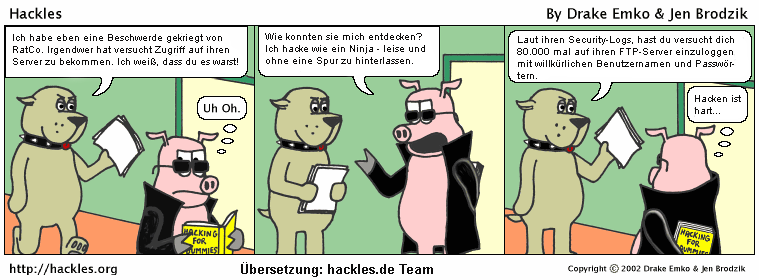 Hackles
By Drake Emko & Jen Brodzik
Ich habe eben eine Beschwerde gekriegt von
RatCo. Irgendwer hat versucht Zugriff auf ihren
Server zu bekommen. Ich weiß, dass du es warst!
Uh Oh.
HACKING
FOR
DUMMIES
Wie konnten sie mich entdecken?
Ich hacke wie ein Ninja - leise und
ohne eine Spur zu hinterlassen.
Laut ihren Security-Logs, hast du versucht dich
80.000 mal auf ihren FTP-Server einzuloggen
mit willkürlichen Benutzernamen und Passwör-
tern.
Hacken ist
hart...
HACKING
FOR
DUMMIES
http://hackles.org
Übersetzung: hackles.de Team
Copyright © 2002 Drake Emko & Jen Brodzik